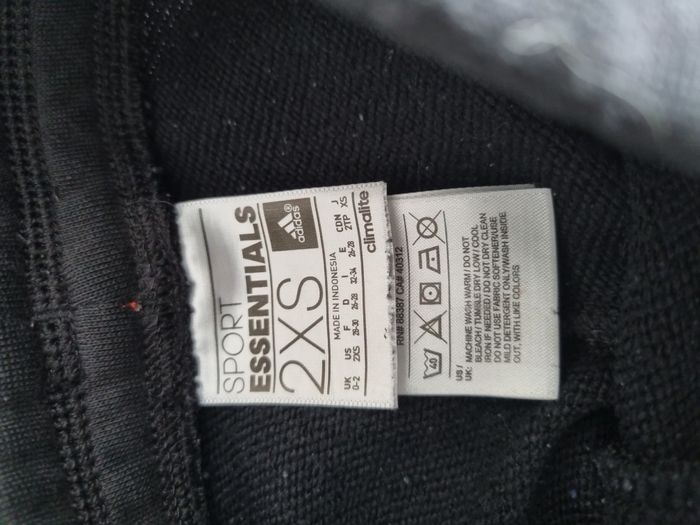 SPORT
ESSENTIALS
2XS
adidas
MADE IN INDONESIA
UK US F D I E CDN J
0-2 2XS 28-30 26-28 32-34 26-28 2TP XS
climalite
RN# 88387 CA# 40312
40
US / MACHINE WASH WARM / DO NOT
UK: BLEACH / TUMBLE DRY LOW / COOL
IRON IF NEEDED / DO NOT DRY CLEAN
DO NOT USE FABRIC SOFTENER/USE
MILD DETERGENT ONLY/WASH INSIDE
OUT, WITH LIKE COLORS